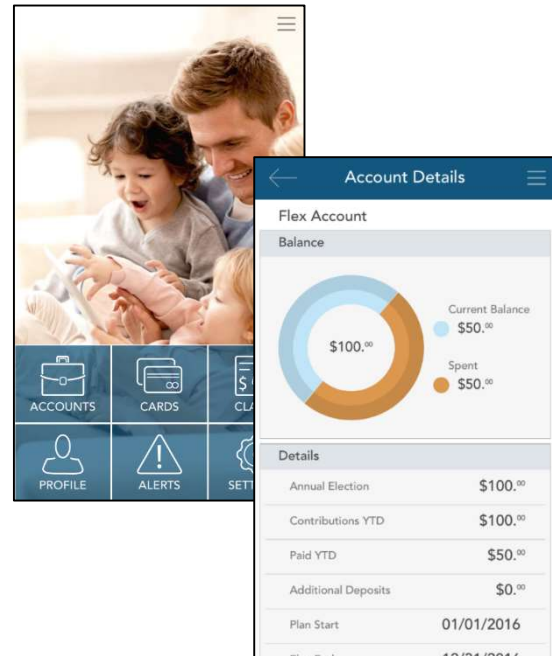 ACCOUNTS
CARDS
PROFILE
ALERTS
Account Details
Flex Account
Balance
$100.00
Current Balance
$50.00
Spent
$50.00
Details
Annual Election $100.00
Contributions YTD $100.00
Paid YTD $50.00
Additional Deposits $0.00
Plan Start 01/01/2016